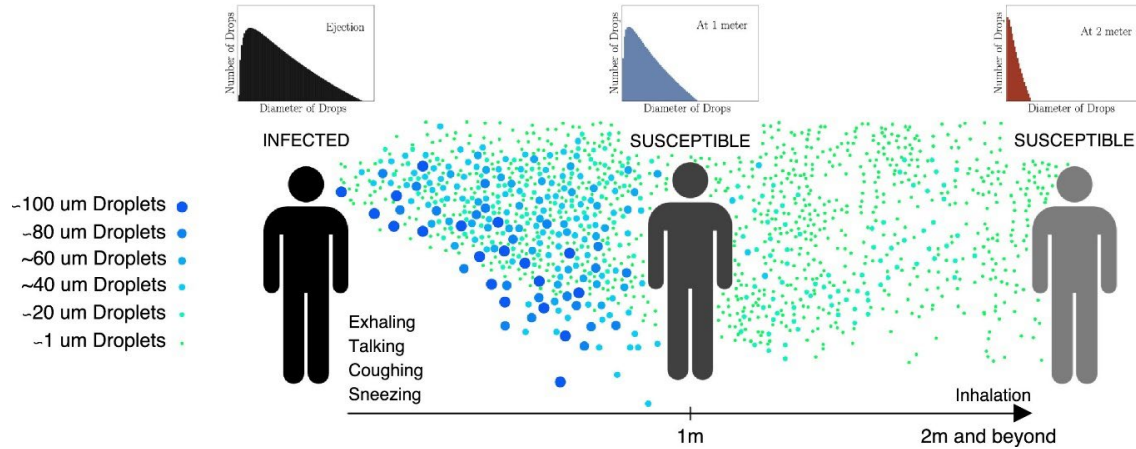 Number of Drops
Ejection
Diameter of Drops
Number of Drops
At 1 meter
Diameter of Drops
Number of Drops
At 2 meter
Diameter of Drops
INFECTED
SUSCEPTIBLE
SUSCEPTIBLE
~100 um Droplets
~80 um Droplets
~60 um Droplets
~40 um Droplets
~20 um Droplets
~1 um Droplets
Exhaling
Talking
Coughing
Sneezing
Inhalation
1m
2m and beyond